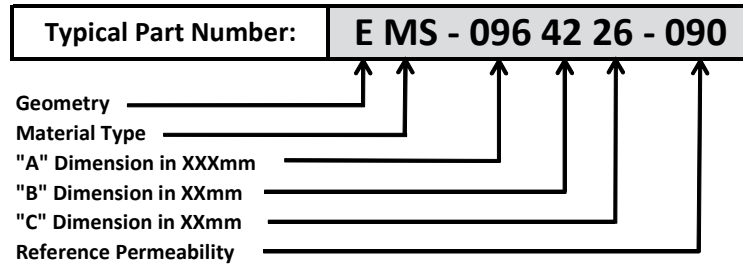 Typical Part Number: E MS - 096 42 26 - 090
Geometry
Material Type
"A" Dimension in XXXmm
"B" Dimension in XXmm
"C" Dimension in XXmm
Reference Permeability